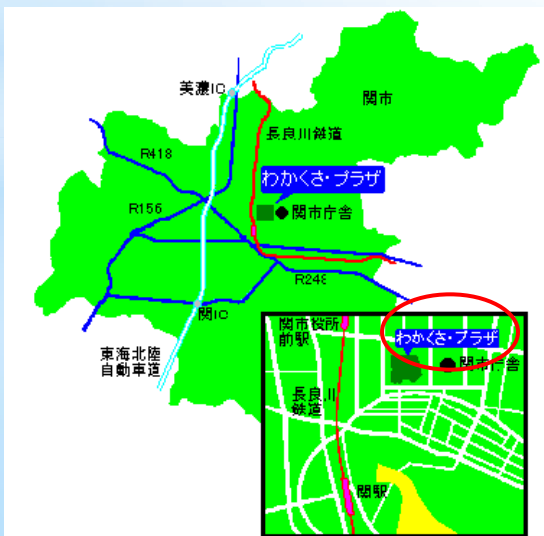 美濃IC
関市
長良川鉄道
R418
わかくさ・プラザ
R156
関市庁舎
R248
関IC
東海北陸
自動車道
関市役所
前駅
わかくさ・プラザ
関市庁舎
長良川
鉄道
関駅